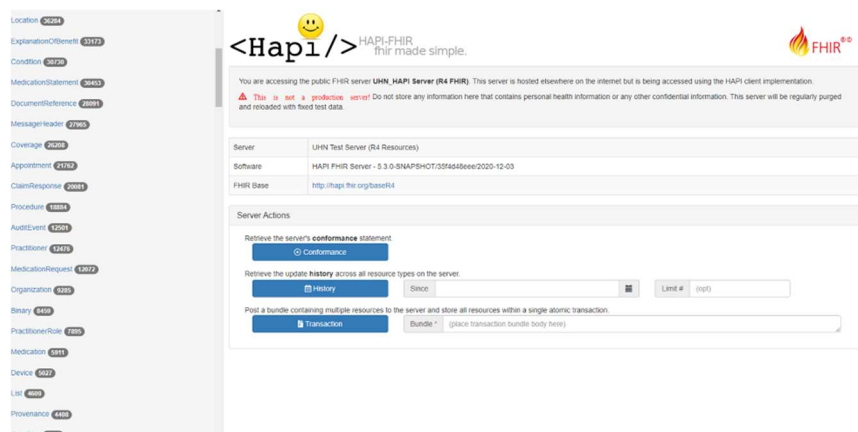 Location 36284
ExplanationOfBenefit 33173
Condition 30730
MedicationStatement 30453
DocumentReference 28091
MessageHeader 27965
Coverage 26208
Appointment 21762
ClaimResponse 20081
Procedure 18884
AuditEvent 12501
Practitioner 12476
MedicationRequest 12072
Organization 9285
Binary 8459
PractitionerRole 7895
Medication 5911
Device 5027
List 4609
Provenance 4408
<Hapi/> HAPI-FHIR
fhir made simple.
FHIR
You are accessing the public FHIR server UHN_HAPI Server (R4 FHIR). This server is hosted elsewhere on the internet but is being accessed using the HAPI client implementation.
This is not a production server! Do not store any information here that contains personal health information or any other confidential information. This server will be regularly purged
and reloaded with fixed test data.
Server UHN Test Server (R4 Resources)
Software HAPI FHIR Server - 5.3.0-SNAPSHOT/35f4d48eee/2020-12-03
FHIR Base http://hapi.fhir.org/baseR4
Server Actions
Retrieve the server's conformance statement.
Conformance
Retrieve the update history across all resource types on the server.
History Since Limit # (opt)
Post a bundle containing multiple resources to the server and store all resources within a single atomic transaction.
Transaction Bundle * (place transaction bundle body here)